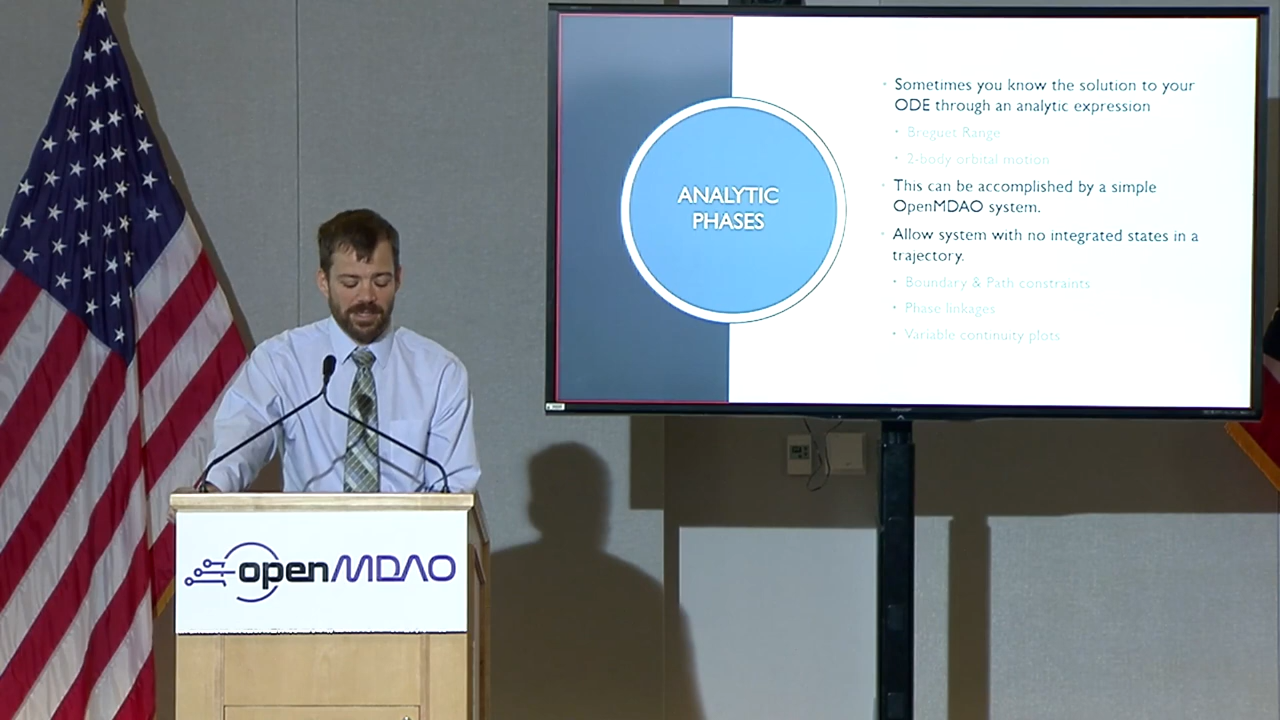 ANALYTIC
PHASES
Sometimes you know the solution to your
ODE through an analytic expression
Breguet Range
2-body orbital motion
This can be accomplished by a simple
OpenMDAO system.
Allow system with no integrated states in a
trajectory.
Boundary & Path constraints
Phase linkages
Variable continuity plots
openMDAO